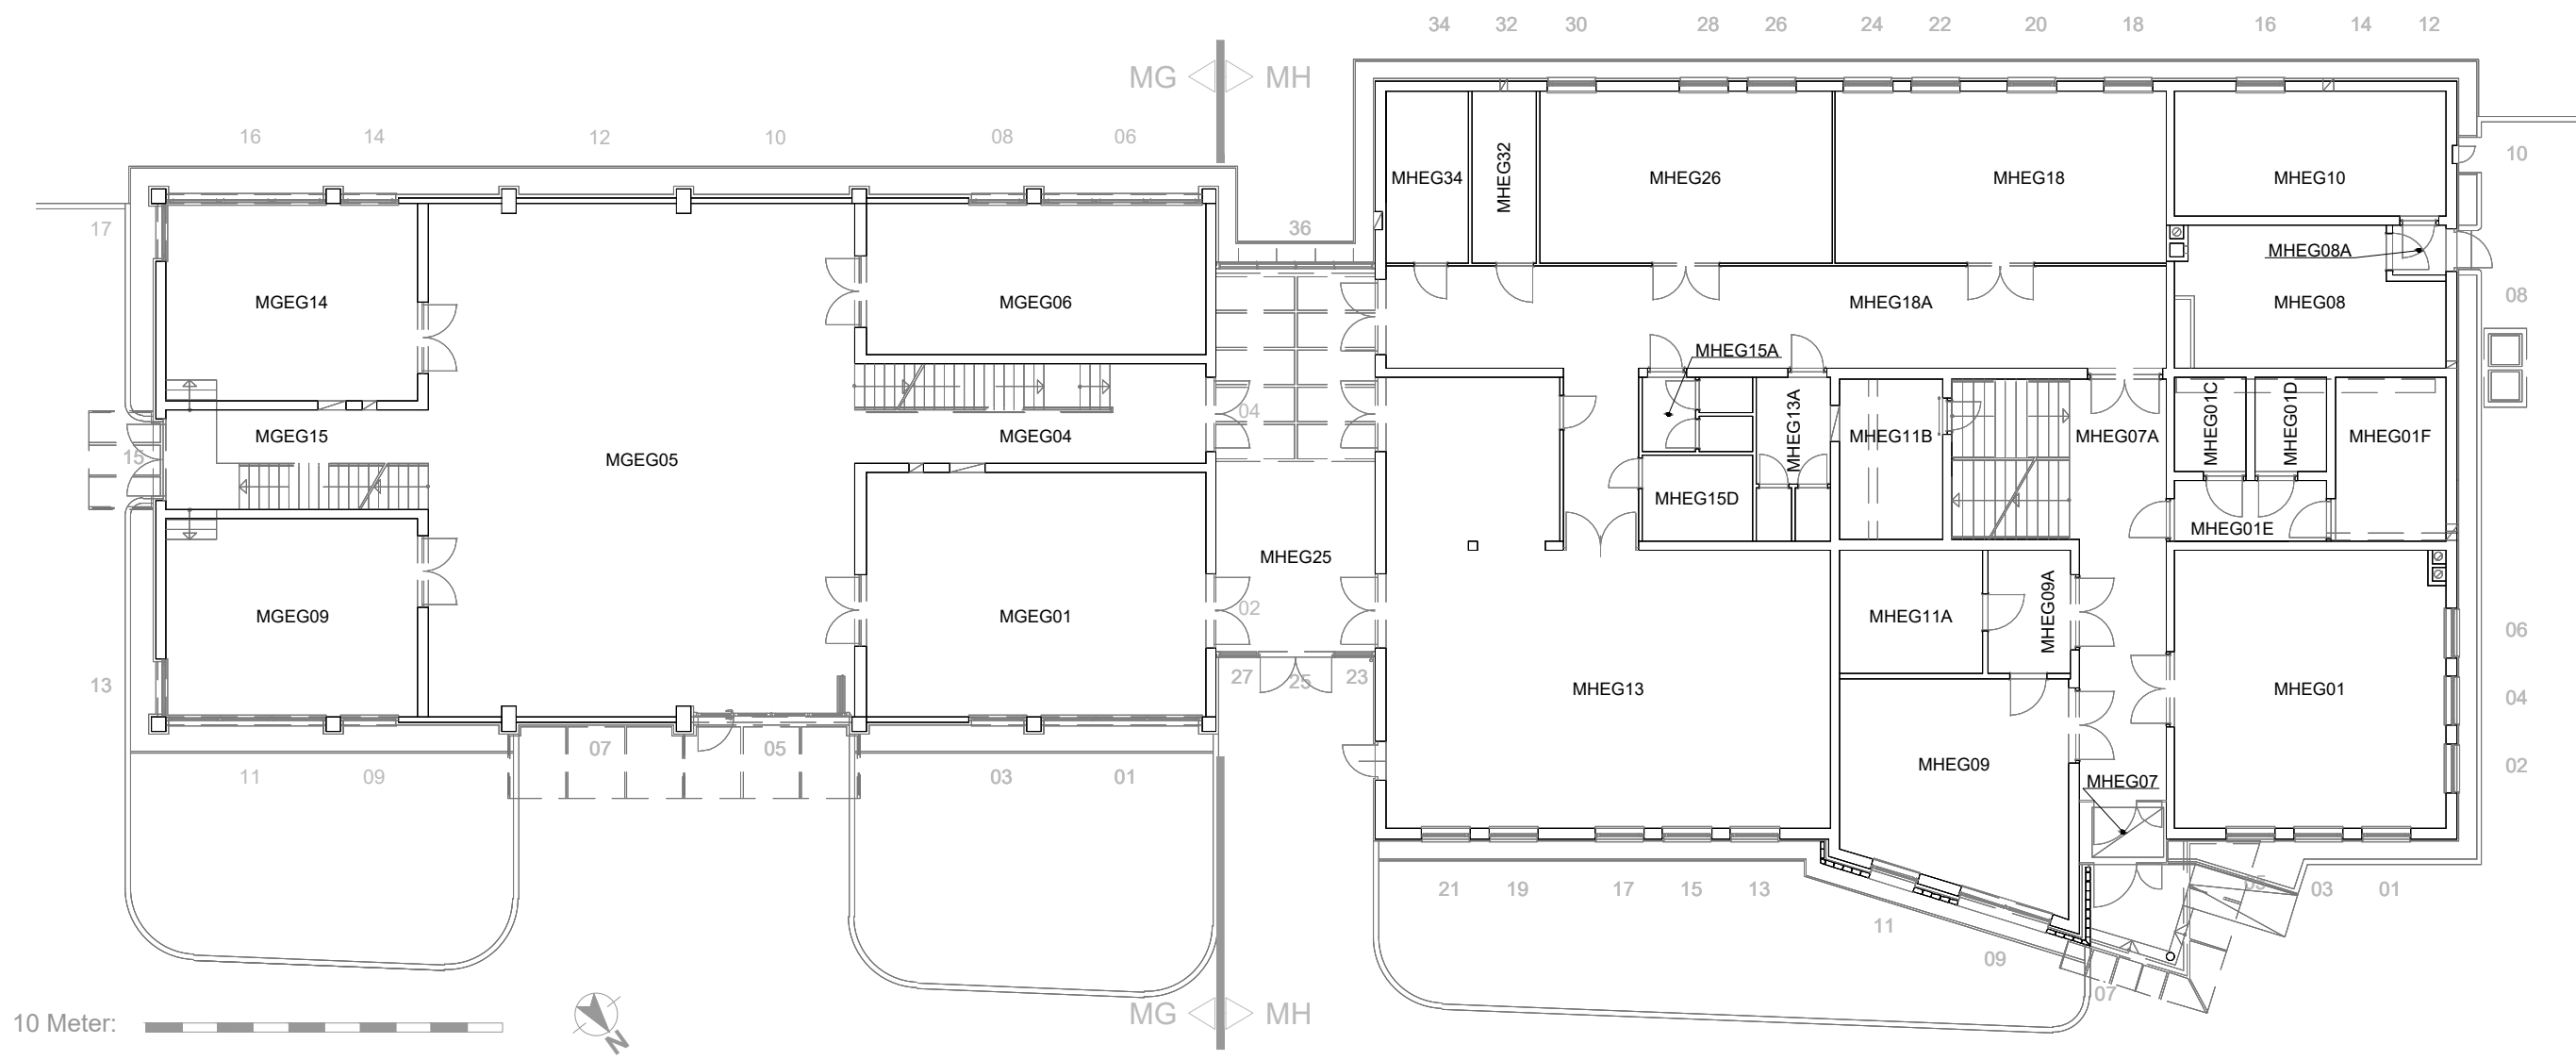 34 32 30 28 26 24 22 20 18 16 14 12
MG MH
16 14 12 10 08 06
10
MHEG34
MHEG32
MHEG26
MHEG18
MHEG10
17
36
MHEG08A
MGEG14
MGEG06
MHEG18A
MHEG08
08
MHEG15A
04
MHEG01C
MHEG01D
MHEG13A
MGEG15
MGEG04
MHEG11B
MHEG07A
MHEG01F
15
MGEG05
MHEG15D
MHEG01E
MHEG25
02
MGEG09
MGEG01
MHEG11A
MHEG09A
06
13
27 25 23
MHEG13
MHEG01
04
07 05
MHEG09
02
11 09
03 01
MHEG07
21 19 17 15 13
05 03 01
11
09
07
MG MH
10 Meter:
N